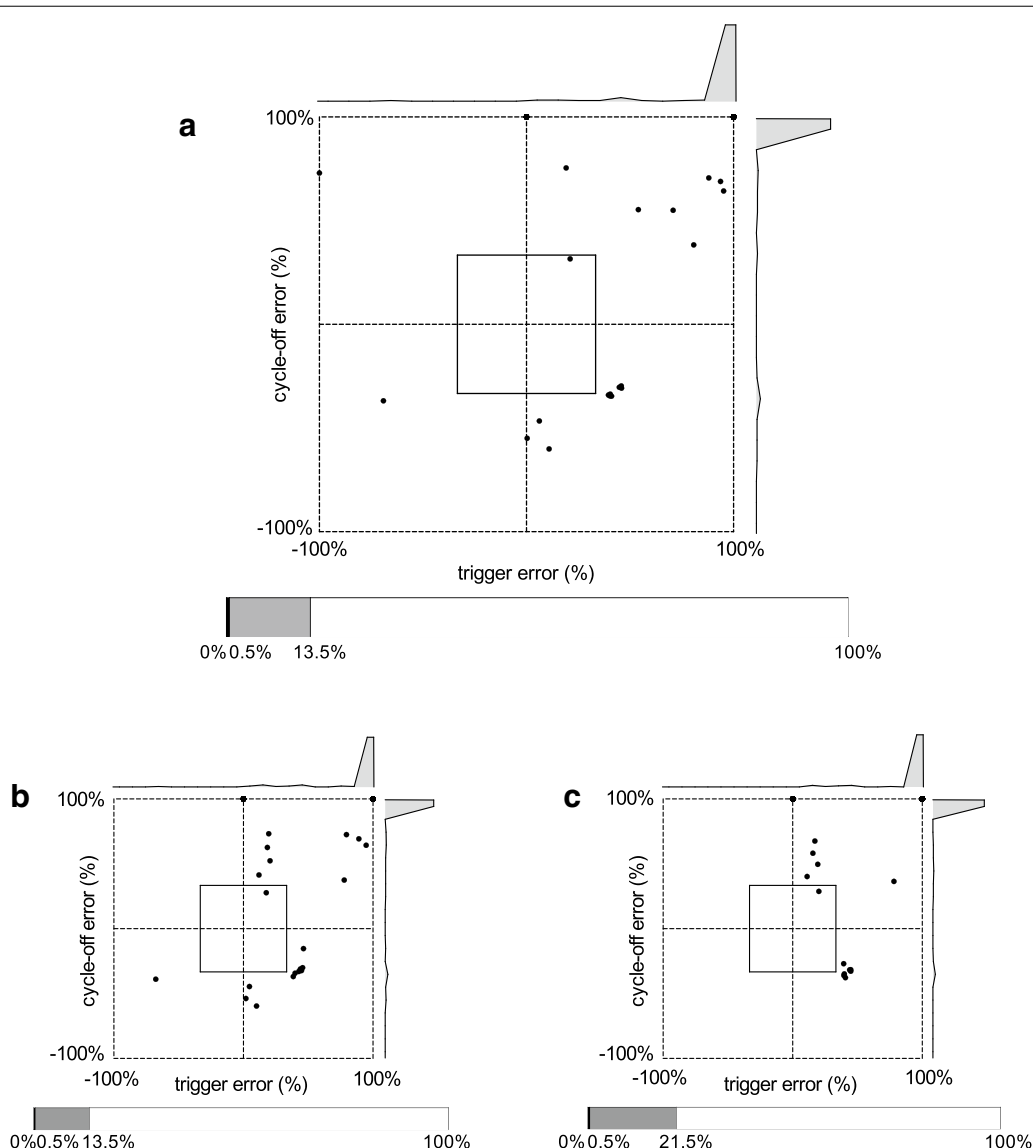 a
100%
cycle-off error (%)
-100%
-100% 100%
trigger error (%)
0% 0.5% 13.5% 100%
b
100%
cycle-off error (%)
-100%
-100% 100%
trigger error (%)
0% 0.5% 13.5% 100%
c
100%
cycle-off error (%)
-100%
-100% 100%
trigger error (%)
0% 0.5% 21.5% 100%